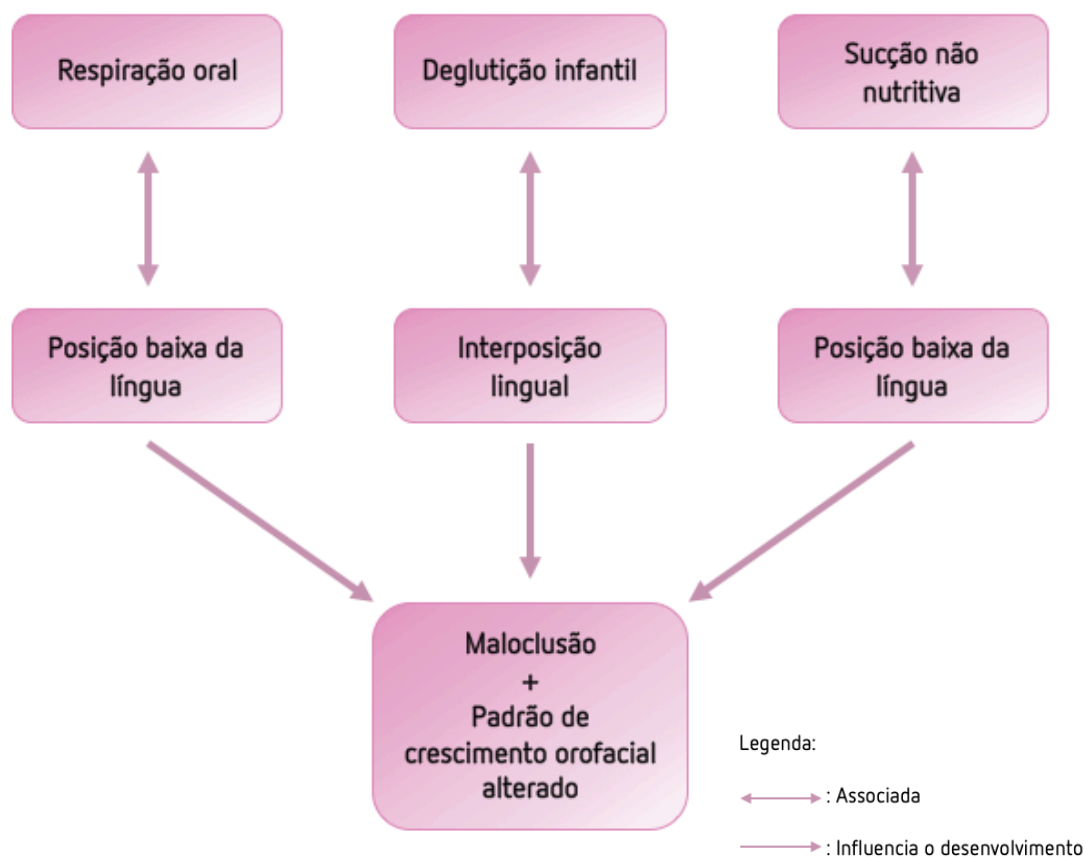 Respiração oral
Deglutição infantil
Sucção não
nutritiva
Posição baixa da
língua
Interposição
lingual
Posição baixa da
língua
Maloclusão
+
Padrão de
crescimento orofacial
alterado
Legenda:
: Associada
: Influencia o desenvolvimento